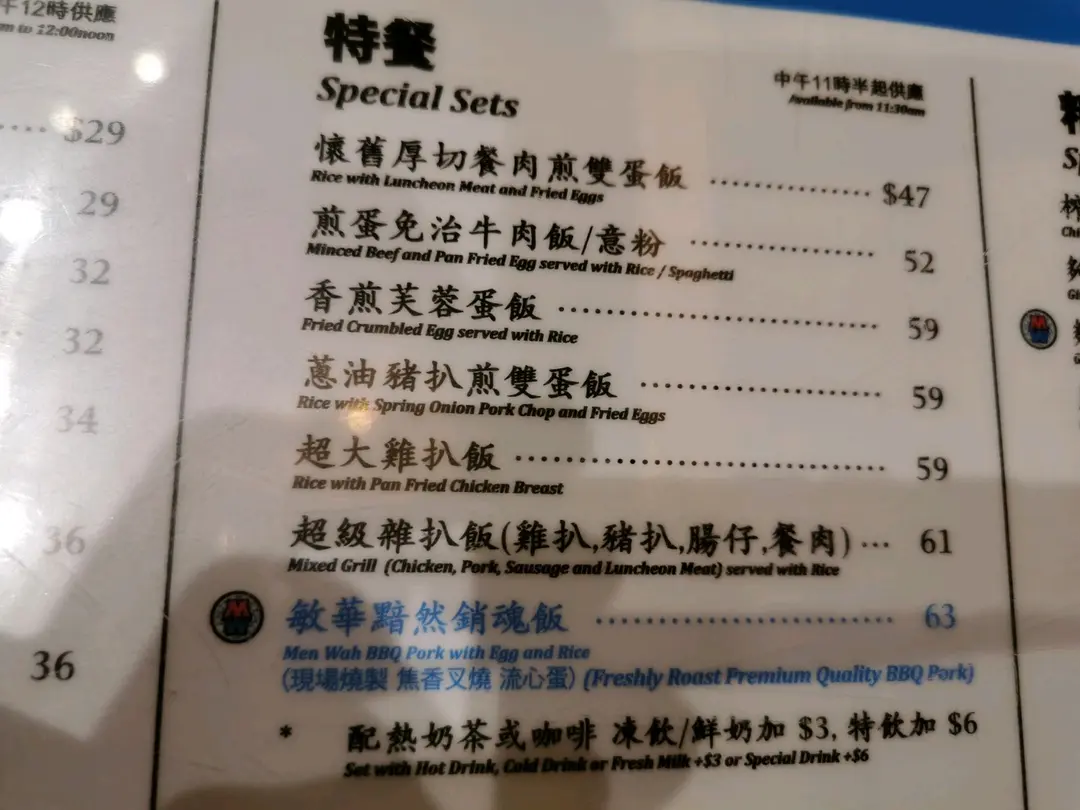 午12時供應
to 12:00noon
$29
29
32
32
34
36
36
特餐
Special Sets
中午11時半起供應
Available from 11:30am
懷舊厚切餐肉煎雙蛋飯 $47
Rice with Luncheon Meat and Fried Eggs
煎蛋免治牛肉飯/意粉 52
Minced Beef and Pan Fried Egg served with Rice / Spaghetti
香煎芙蓉蛋飯 59
Fried Crumbled Egg served with Rice
蔥油豬扒煎雙蛋飯 59
Rice with Spring Onion Pork Chop and Fried Eggs
超大雞扒飯 59
Rice with Pan Fried Chicken Breast
超級雜扒飯(雞扒,豬扒,腸仔,餐肉) 61
Mixed Grill (Chicken, Pork, Sausage and Luncheon Meat) served with Rice
敏華黯然銷魂飯 63
Men Wah BBQ Pork with Egg and Rice
(現場燒製 焦香叉燒 流心蛋) (Freshly Roast Premium Quality BBQ Pork)
* 配熱奶茶或咖啡 凍飲/鮮奶加 $3, 特飲加 $6
Set with Hot Drink, Cold Drink or Fresh Milk +$3 or Special Drink +$6